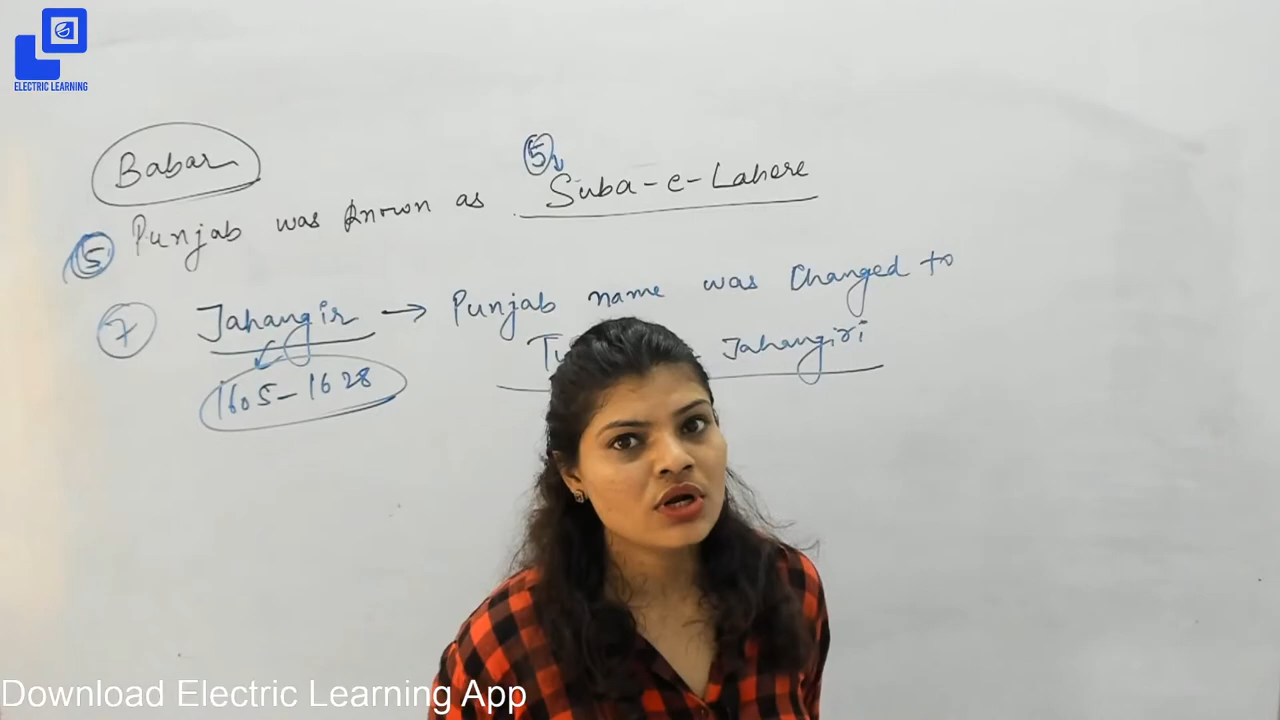 ELECTRIC LEARNING
Babar
5
Punjab was known as Suba-e-Lahore
5
7 Jahangir → Punjab name was Changed to
Jahangiri
1605-1628
Download Electric Learning App